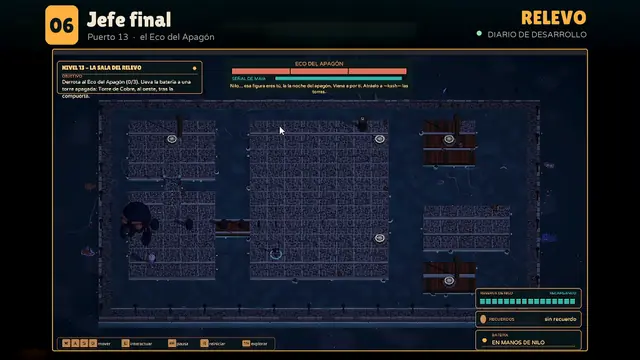 06
Jefe final
Puerto 13 · el Eco del Apagón
RELEVO
DIARIO DE DESARROLLO
NIVEL 13 - LA SALA DEL RELEVO
OBJETIVO
Derrota al Eco del Apagón (0/3). Lleva la batería a una torre apagada: Torre de Cobre, al oeste, tras la compuerta.
ECO DEL APAGÓN
SEÑAL DE MAIA
Nilo... esa figura eres tú, la noche del apagón. Viene a por ti. Atráelo a —kssh— las torres.
mover
interactuar
pausa
reiniciar
explorar
RECUERDOS
sin recuerdo
BATERÍA
EN MANOS DE NILO